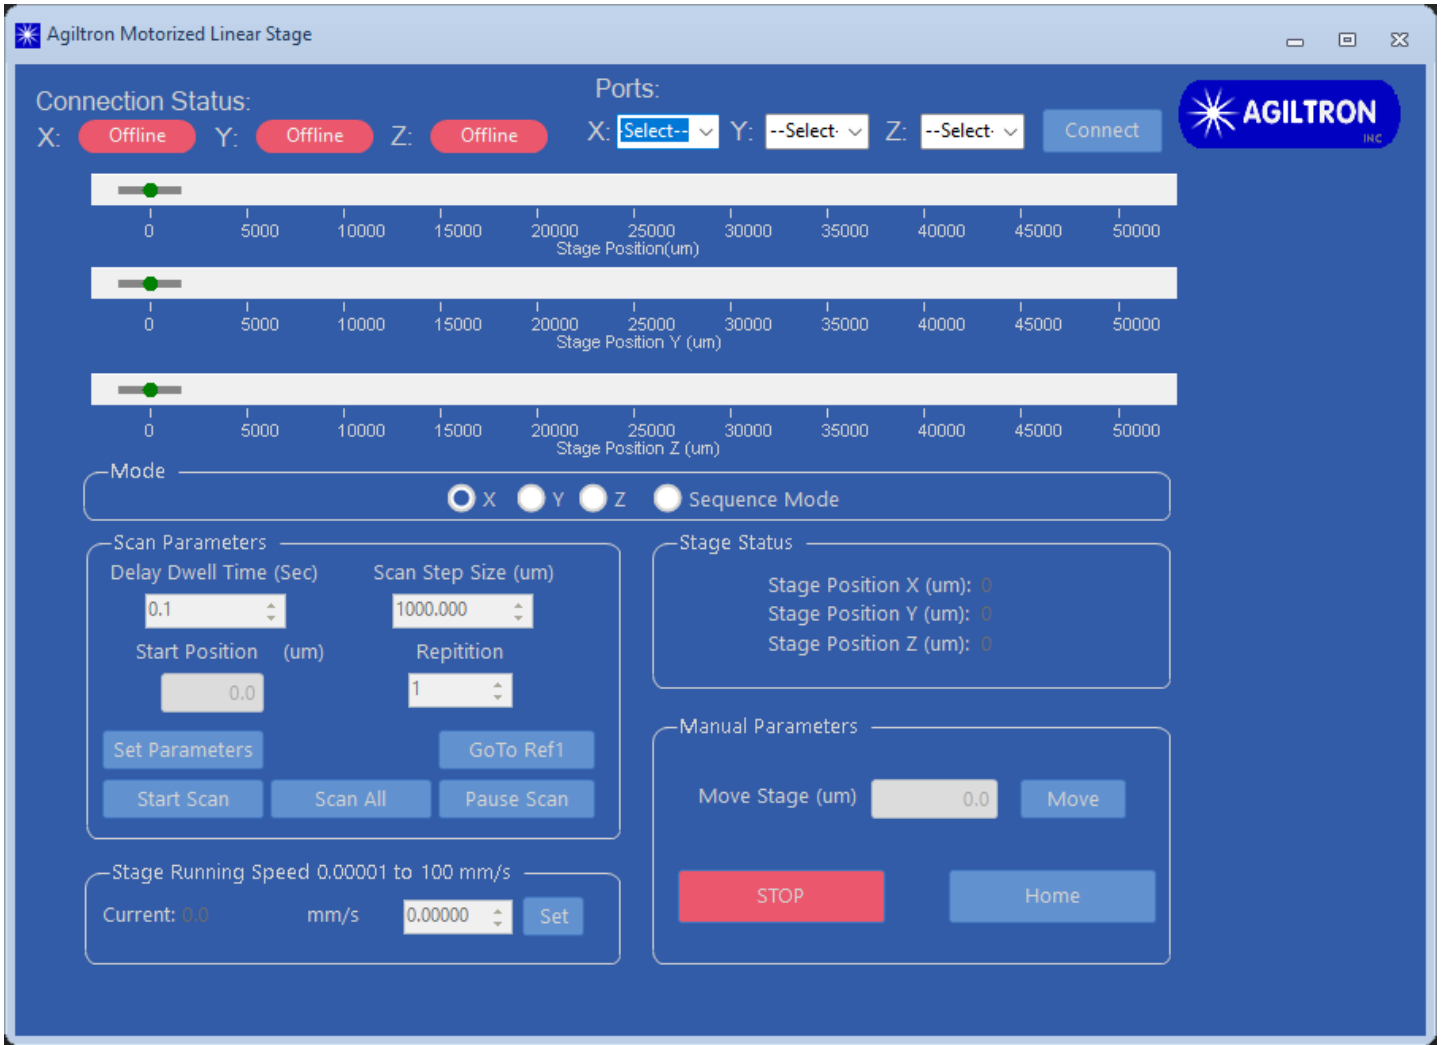 Agiltron Motorized Linear Stage
Connection Status:
Ports:
X: Offline Y: Offline Z: Offline
X: -Select-- Y: --Select- Z: --Select- Connect
AGILTRON
INC
0 5000 10000 15000 20000 25000 30000 35000 40000 45000 50000
Stage Position(um)
0 5000 10000 15000 20000 25000 30000 35000 40000 45000 50000
Stage Position Y (um)
0 5000 10000 15000 20000 25000 30000 35000 40000 45000 50000
Stage Position Z (um)
Mode
X Y Z Sequence Mode
Scan Parameters
Delay Dwell Time (Sec) Scan Step Size (um)
0.1 1000.000
Start Position (um) Repitition
0.0 1
Set Parameters GoTo Ref1
Start Scan Scan All Pause Scan
Stage Running Speed 0.00001 to 100 mm/s
Current: 0.0 mm/s 0.00000 Set
Stage Status
Stage Position X (um): 0
Stage Position Y (um): 0
Stage Position Z (um): 0
Manual Parameters
Move Stage (um) 0.0 Move
STOP Home